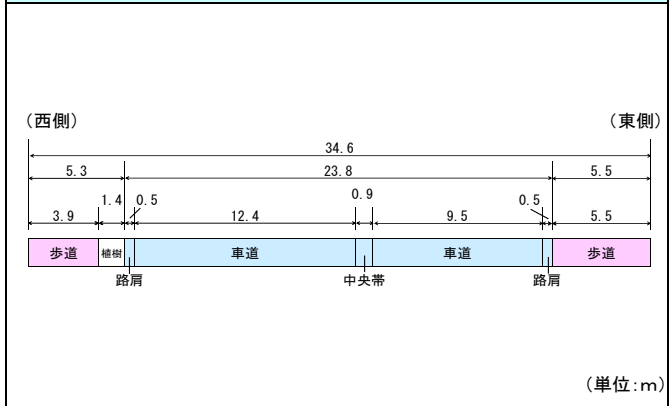 （西側） （東側）
34.6
5.3 23.8 5.5
1.4 0.5 0.9 0.5
3.9 12.4 9.5 5.5
歩道 植樹 車道 車道 歩道
路肩 中央帯 路肩
（単位：ｍ）